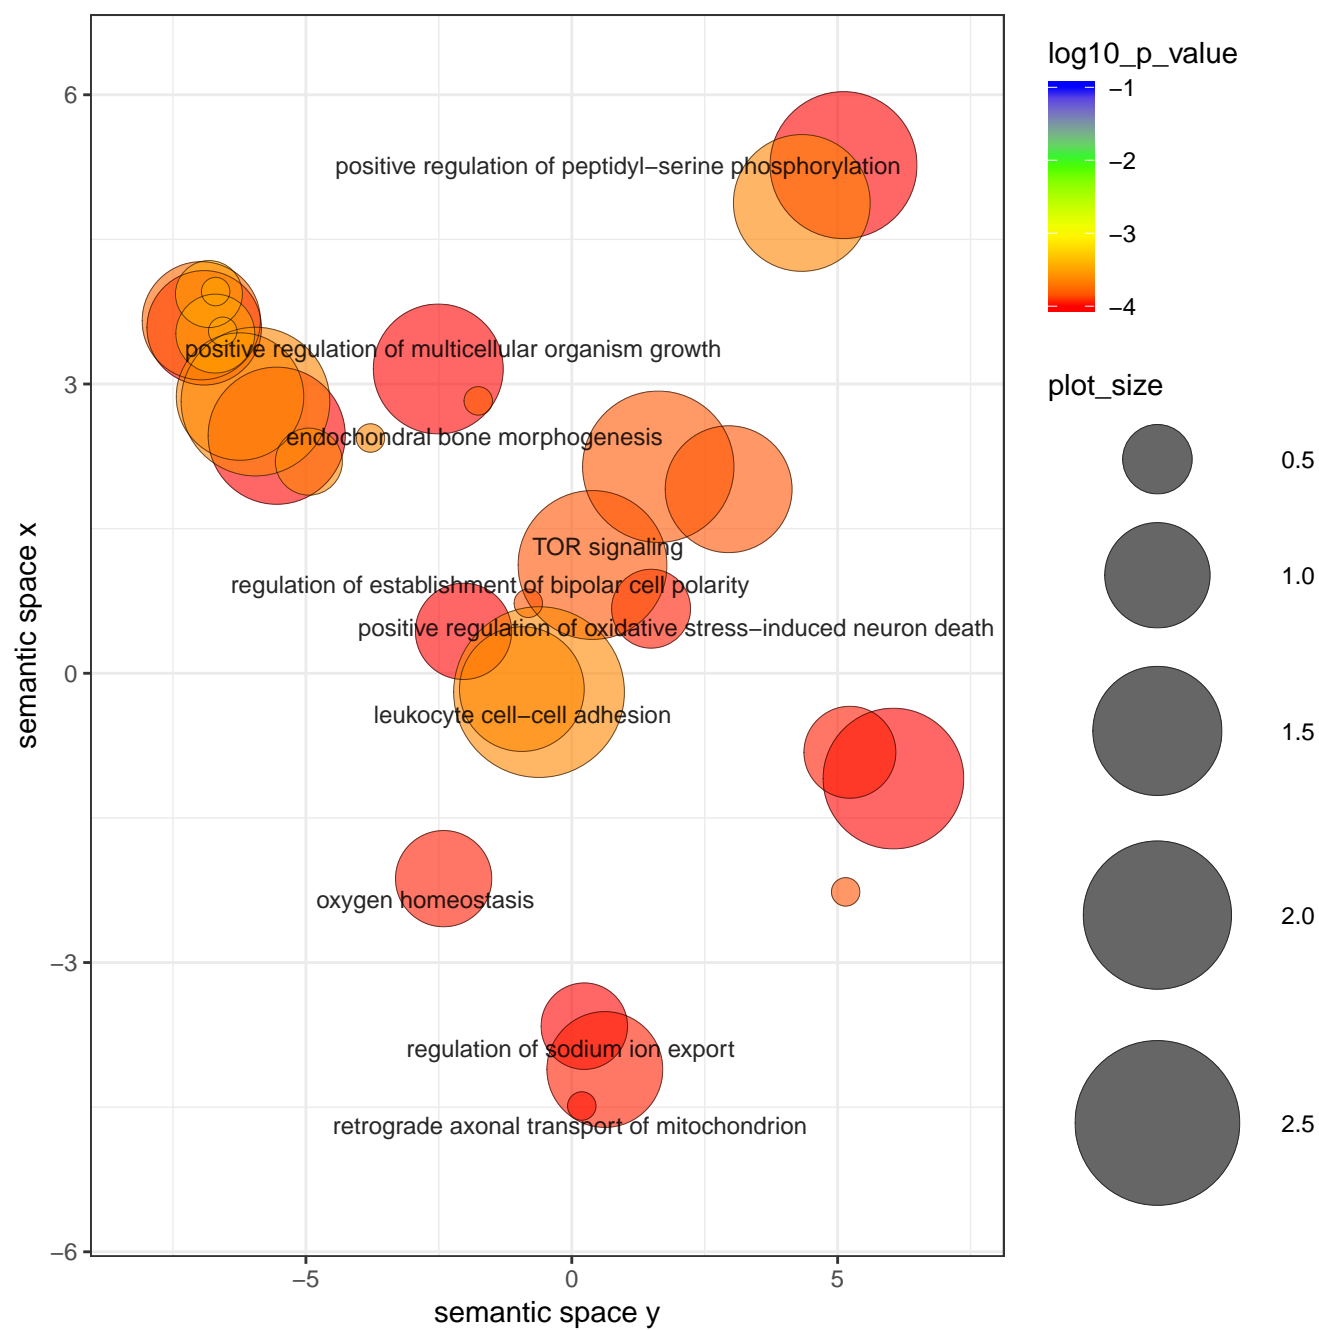 log10_p_value
−1
−2
−3
−4
plot_size
0.5
1.0
1.5
2.0
2.5
6
3
0
−3
−6
semantic space x
positive regulation of peptidyl−serine phosphorylation
positive regulation of multicellular organism growth
endochondral bone morphogenesis
TOR signaling
regulation of establishment of bipolar cell polarity
positive regulation of oxidative stress−induced neuron death
leukocyte cell−cell adhesion
oxygen homeostasis
regulation of sodium ion export
retrograde axonal transport of mitochondrion
−5
0
5
semantic space y